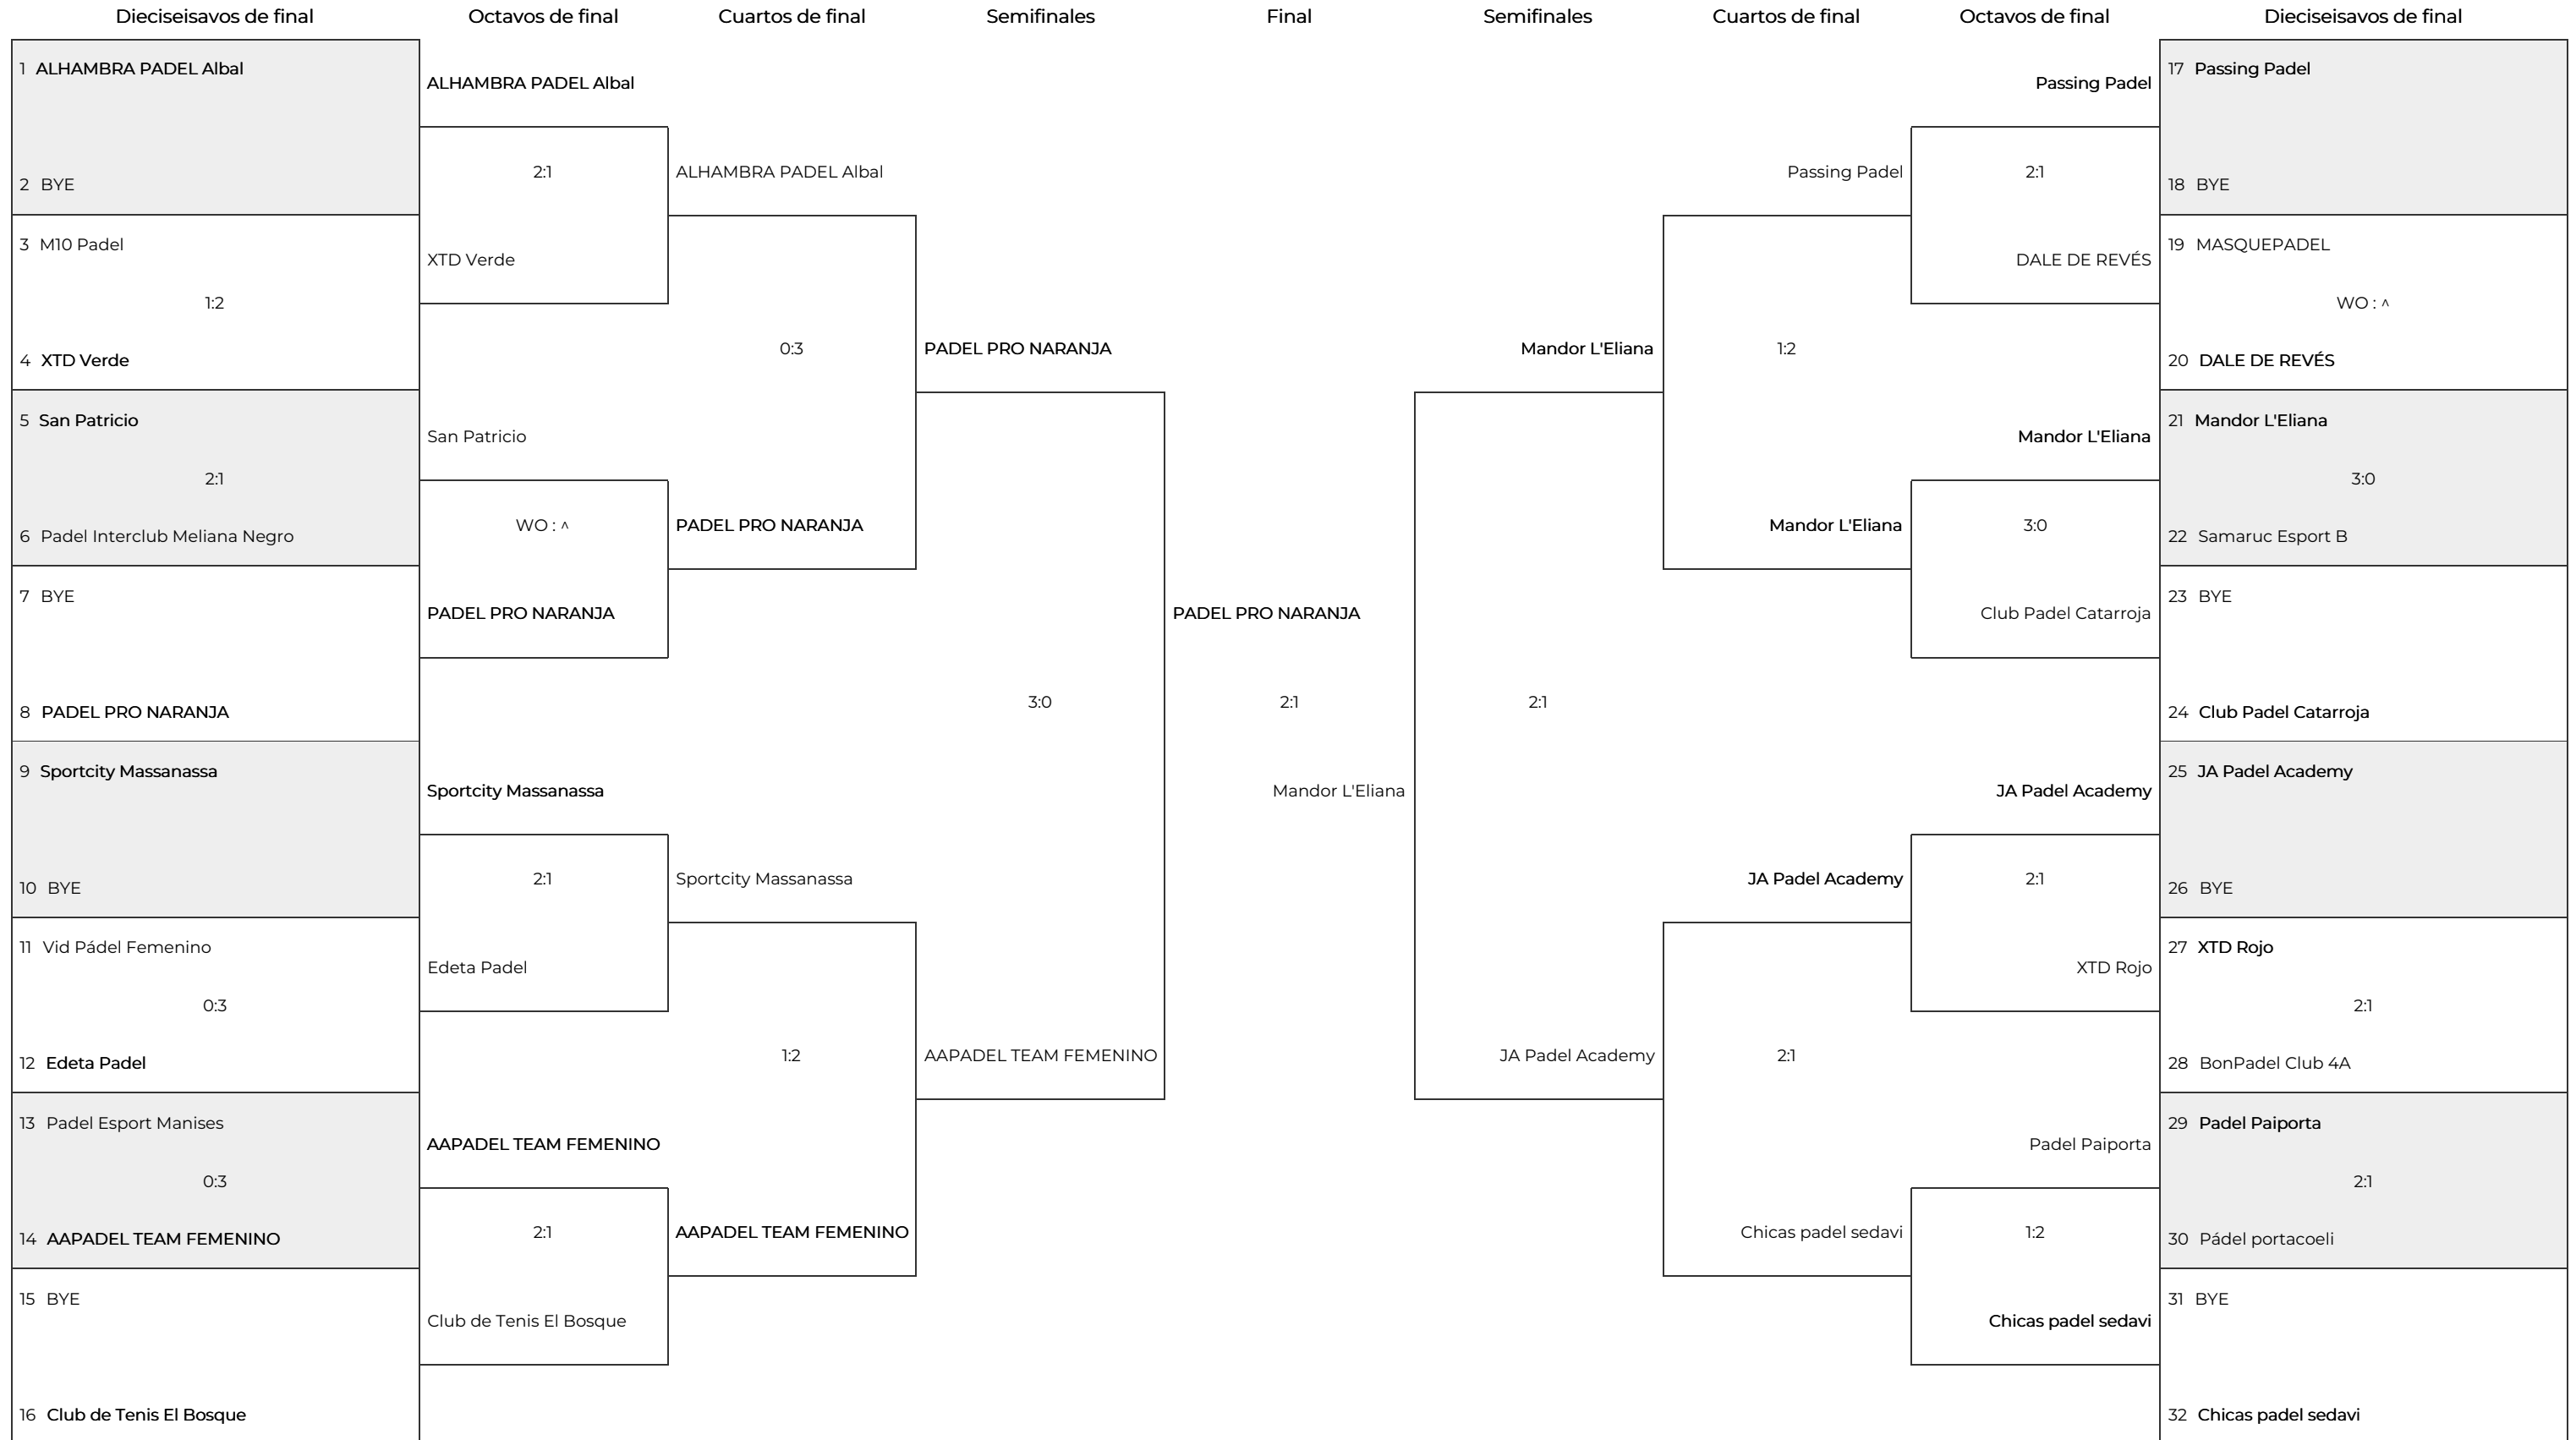 Dieciseisavos de final
Octavos de final
Cuartos de final
Semifinales
Final
Semifinales
Cuartos de final
Octavos de final
Dieciseisavos de final
1 ALHAMBRA PADEL Albal
2 BYE
3 M10 Padel
1:2
4 XTD Verde
5 San Patricio
2:1
6 Padel Interclub Meliana Negro
7 BYE
8 PADEL PRO NARANJA
9 Sportcity Massanassa
10 BYE
11 Vid Pádel Femenino
0:3
12 Edeta Padel
13 Padel Esport Manises
0:3
14 AAPADEL TEAM FEMENINO
15 BYE
16 Club de Tenis El Bosque
ALHAMBRA PADEL Albal
2:1
XTD Verde
San Patricio
WO : ^
PADEL PRO NARANJA
Sportcity Massanassa
2:1
Edeta Padel
AAPADEL TEAM FEMENINO
2:1
Club de Tenis El Bosque
ALHAMBRA PADEL Albal
0:3
PADEL PRO NARANJA
Sportcity Massanassa
1:2
AAPADEL TEAM FEMENINO
PADEL PRO NARANJA
3:0
AAPADEL TEAM FEMENINO
PADEL PRO NARANJA
2:1
Mandor L'Eliana
Mandor L'Eliana
2:1
JA Padel Academy
Passing Padel
1:2
Mandor L'Eliana
JA Padel Academy
2:1
Chicas padel sedavi
Passing Padel
2:1
DALE DE REVÉS
Mandor L'Eliana
3:0
Club Padel Catarroja
JA Padel Academy
2:1
XTD Rojo
Padel Paiporta
1:2
Chicas padel sedavi
17 Passing Padel
18 BYE
19 MASQUEPADEL
WO : ^
20 DALE DE REVÉS
21 Mandor L'Eliana
3:0
22 Samaruc Esport B
23 BYE
24 Club Padel Catarroja
25 JA Padel Academy
26 BYE
27 XTD Rojo
2:1
28 BonPadel Club 4A
29 Padel Paiporta
2:1
30 Pádel portacoeli
31 BYE
32 Chicas padel sedavi